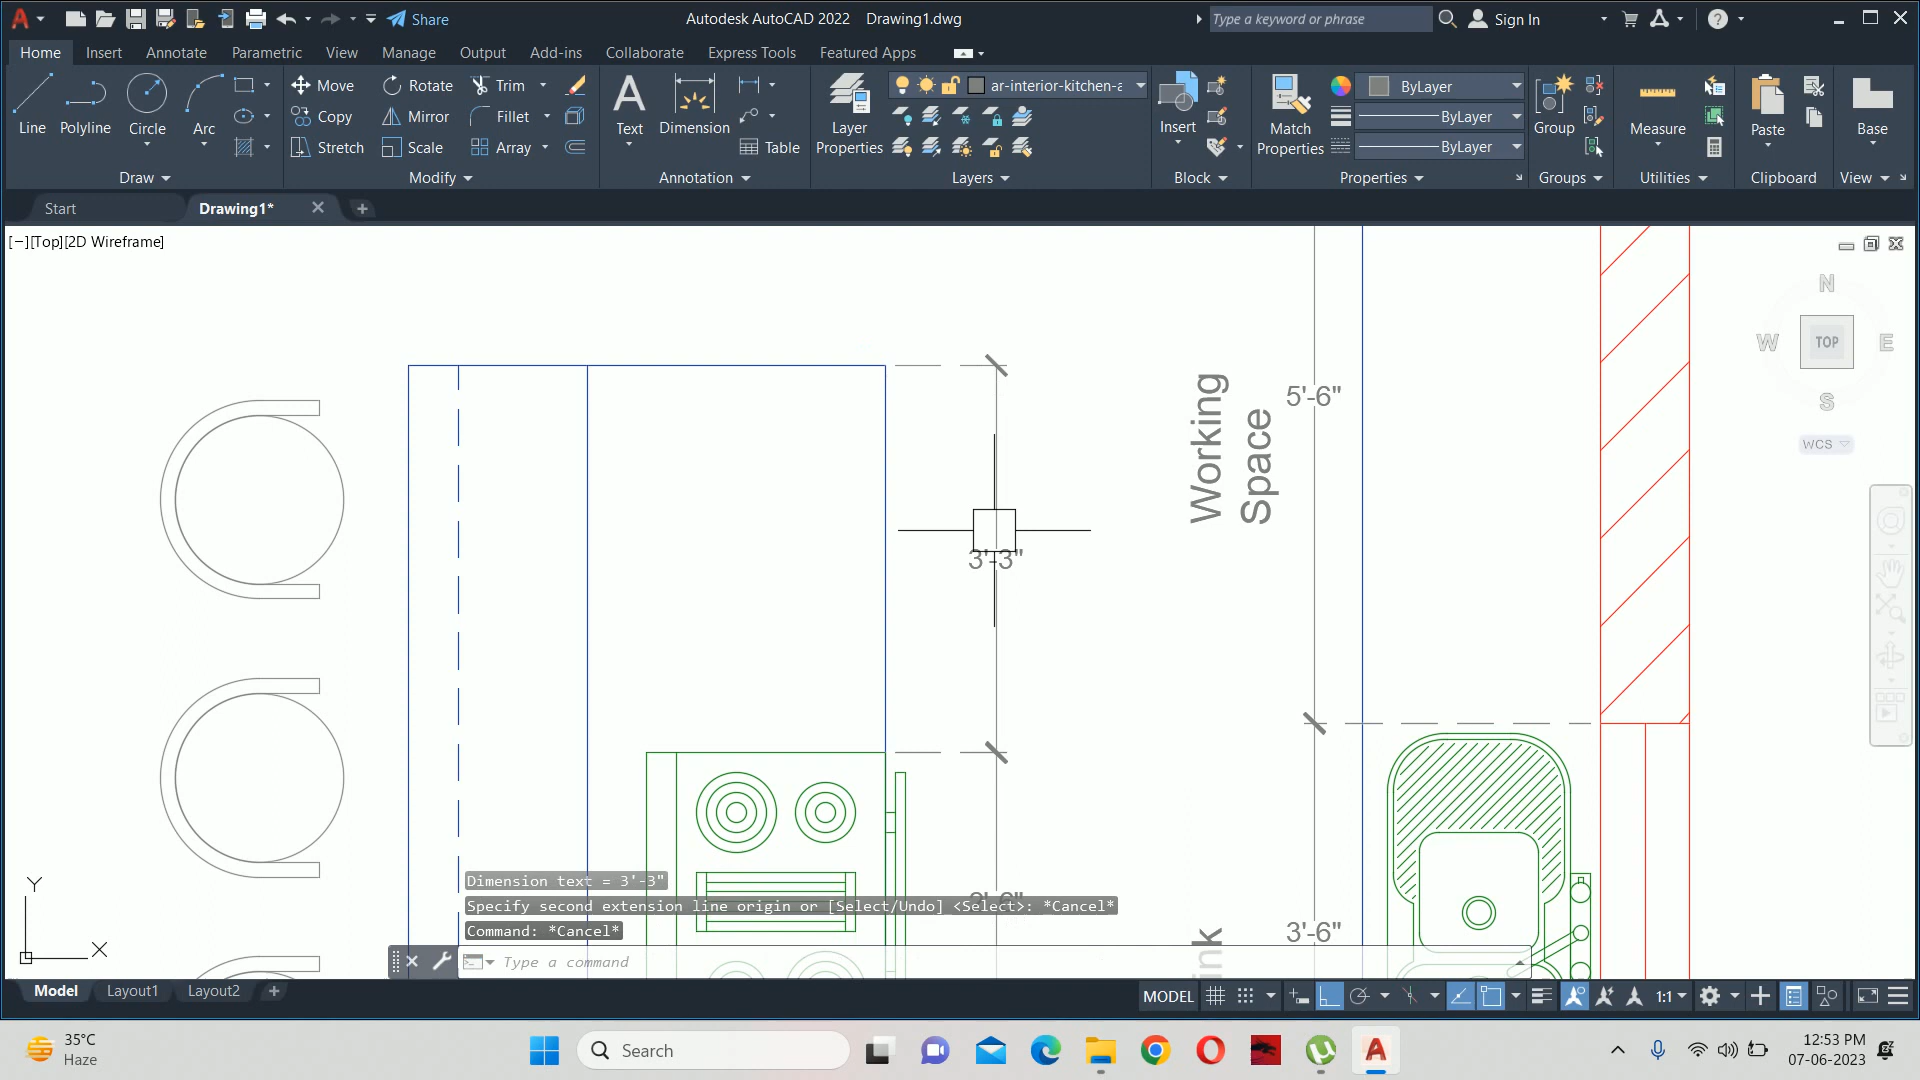 Share
Autodesk AutoCAD 2022 Drawing1.dwg
Type a keyword or phrase
Sign In
Home Insert Annotate Parametric View Manage Output Add-ins Collaborate Express Tools Featured Apps
Line Polyline Circle Arc
Move Rotate Trim
Copy Mirror Fillet
Stretch Scale Array
Text Dimension Table
Layer Properties
ar-interior-kitchen-a
Insert
Match Properties
ByLayer
ByLayer
ByLayer
Group
Measure
Paste
Base
Draw Modify Annotation Layers Block Properties Groups Utilities Clipboard View
Start Drawing1*
[−][Top][2D Wireframe]
N
W TOP E
S
WCS
Working
Space
5'-6"
3'-3"
3'-6"
Y
X
Dimension text = 3'-3"
Specify second extension line origin or [Select/Undo] <Select>: *Cancel*
Command: *Cancel*
Type a command
Model Layout1 Layout2
MODEL
1:1
35°C
Haze
Search
12:53 PM
07-06-2023